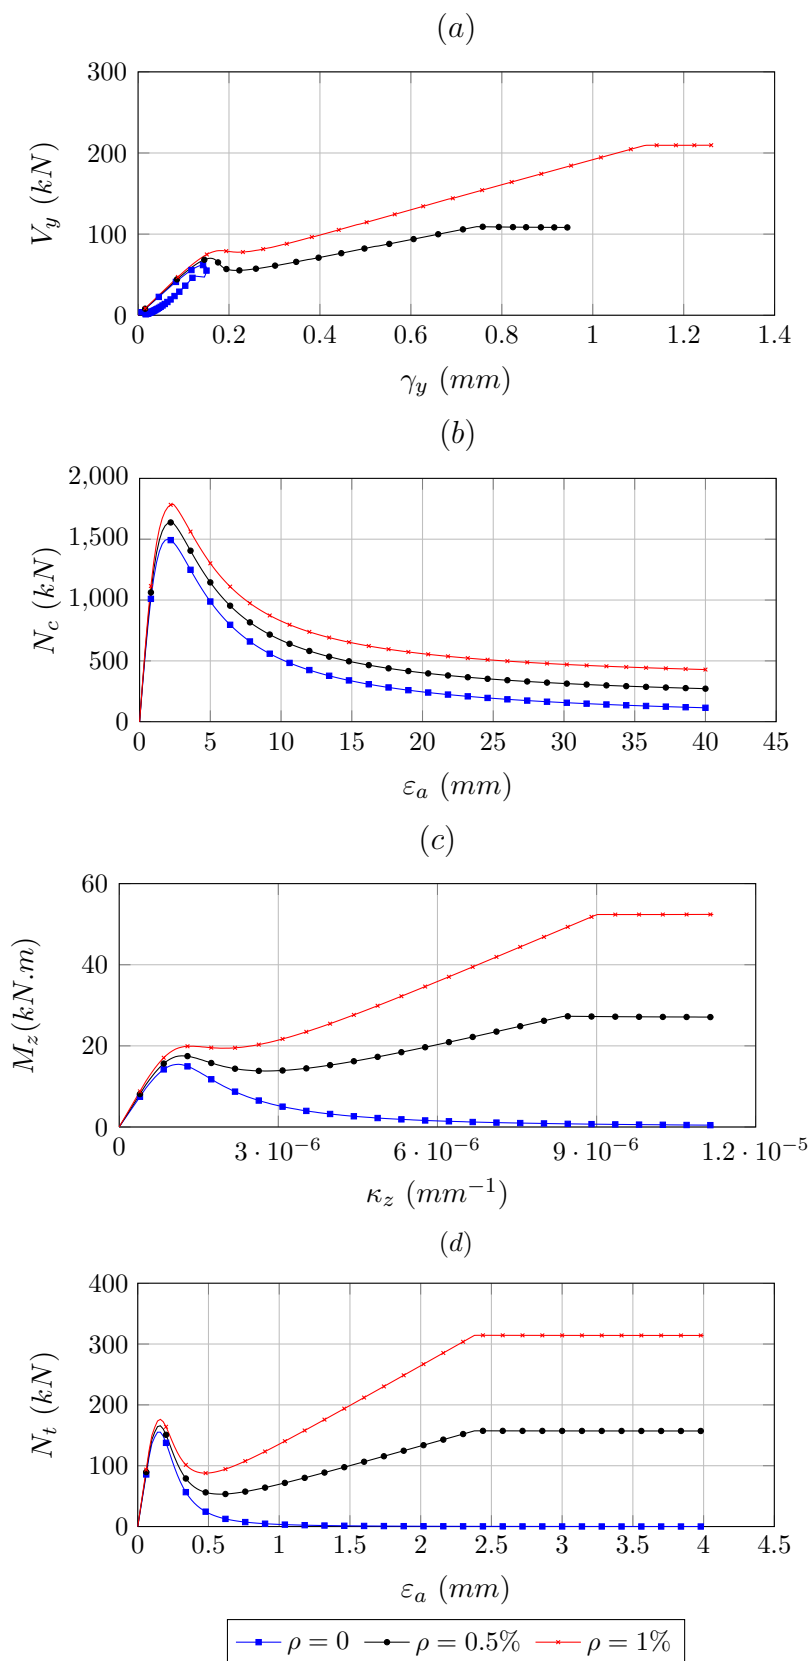 (a)
300
200
100
0
V_y (kN)
0 0.2 0.4 0.6 0.8 1 1.2 1.4
γ_y (mm)
(b)
2,000
1,500
1,000
500
0
N_c (kN)
0 5 10 15 20 25 30 35 40 45
ε_a (mm)
(c)
60
40
20
0
M_z(kN.m)
0 3 · 10⁻⁶ 6 · 10⁻⁶ 9 · 10⁻⁶ 1.2 · 10⁻⁵
κ_z (mm⁻¹)
(d)
400
300
200
100
0
N_t (kN)
0 0.5 1 1.5 2 2.5 3 3.5 4 4.5
ε_a (mm)
ρ = 0 ρ = 0.5% ρ = 1%